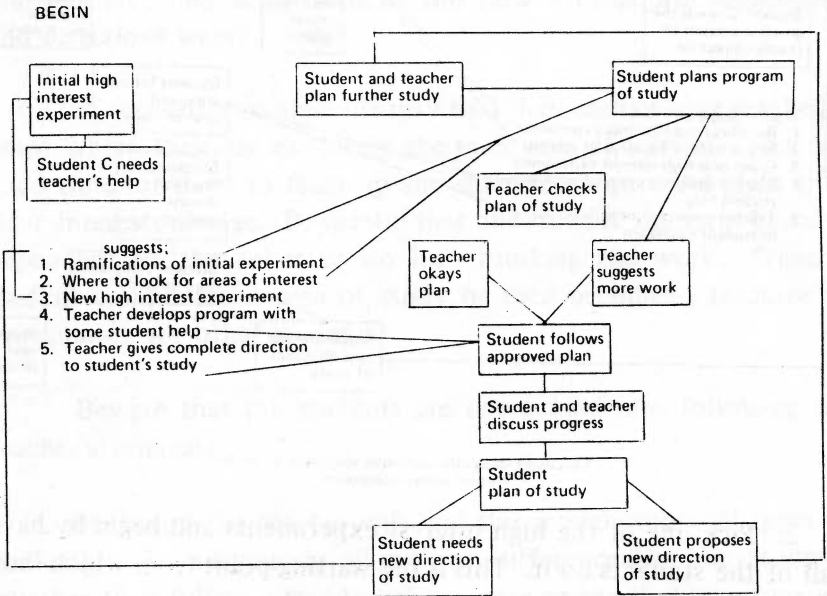 BEGIN
Initial high
interest
experiment
Student and teacher
plan further study
Student plans program
of study
Student C needs
teacher's help
Teacher checks
plan of study
suggests;
1. Ramifications of initial experiment
2. Where to look for areas of interest
3. New high interest experiment
4. Teacher develops program with
some student help
5. Teacher gives complete direction
to student's study
Teacher
okays
plan
Teacher
suggests
more work
Student follows
approved plan
Student and teacher
discuss progress
Student
plan of study
Student needs
new direction
of study
Student proposes
new direction
of study